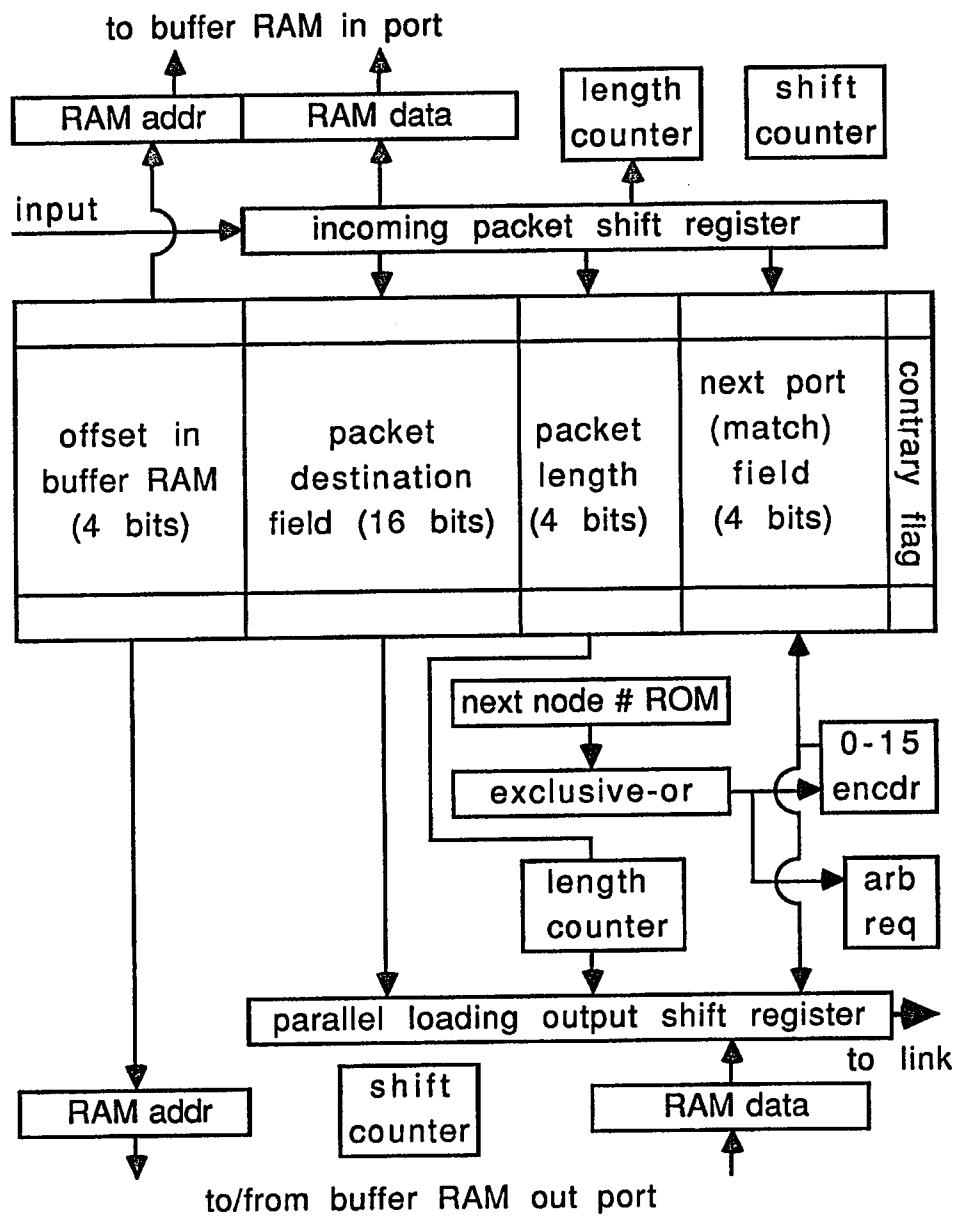 to buffer RAM in port
RAM addr
RAM data
length
counter
shift
counter
input
incoming packet shift register
offset in
buffer RAM
(4 bits)
packet
destination
field (16 bits)
packet
length
(4 bits)
next port
(match)
field
(4 bits)
contrary flag
next node # ROM
exclusive-or
0-15
encdr
length
counter
arb
req
parallel loading output shift register
to link
shift
counter
RAM addr
RAM data
to/from buffer RAM out port